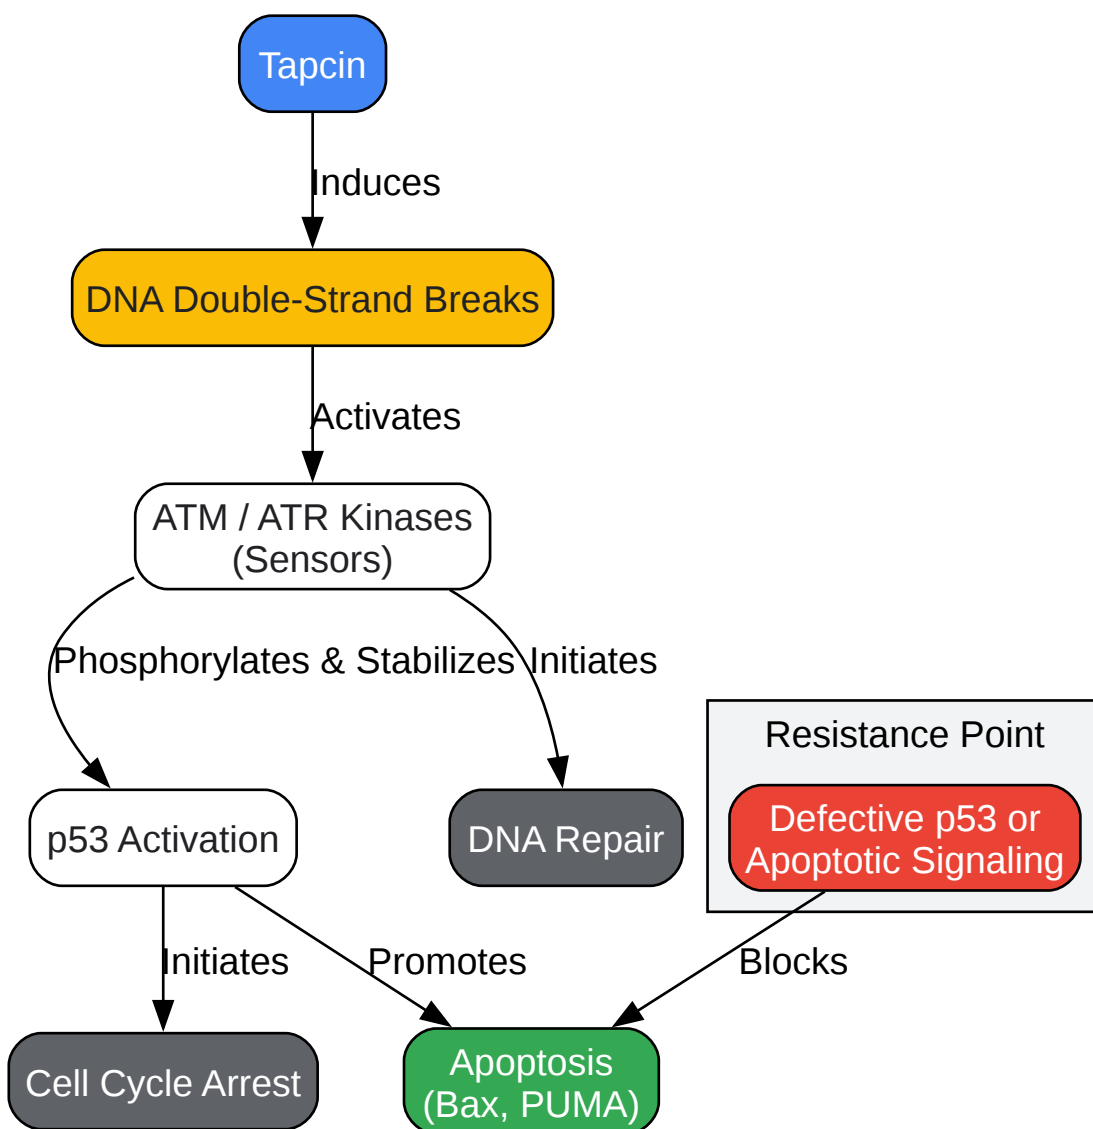 Tapcin
Induces
DNA Double-Strand Breaks
Activates
ATM / ATR Kinases
(Sensors)
Phosphorylates & Stabilizes
Initiates
Resistance Point
p53 Activation
DNA Repair
Defective p53 or
Apoptotic Signaling
Initiates
Promotes
Blocks
Cell Cycle Arrest
Apoptosis
(Bax, PUMA)